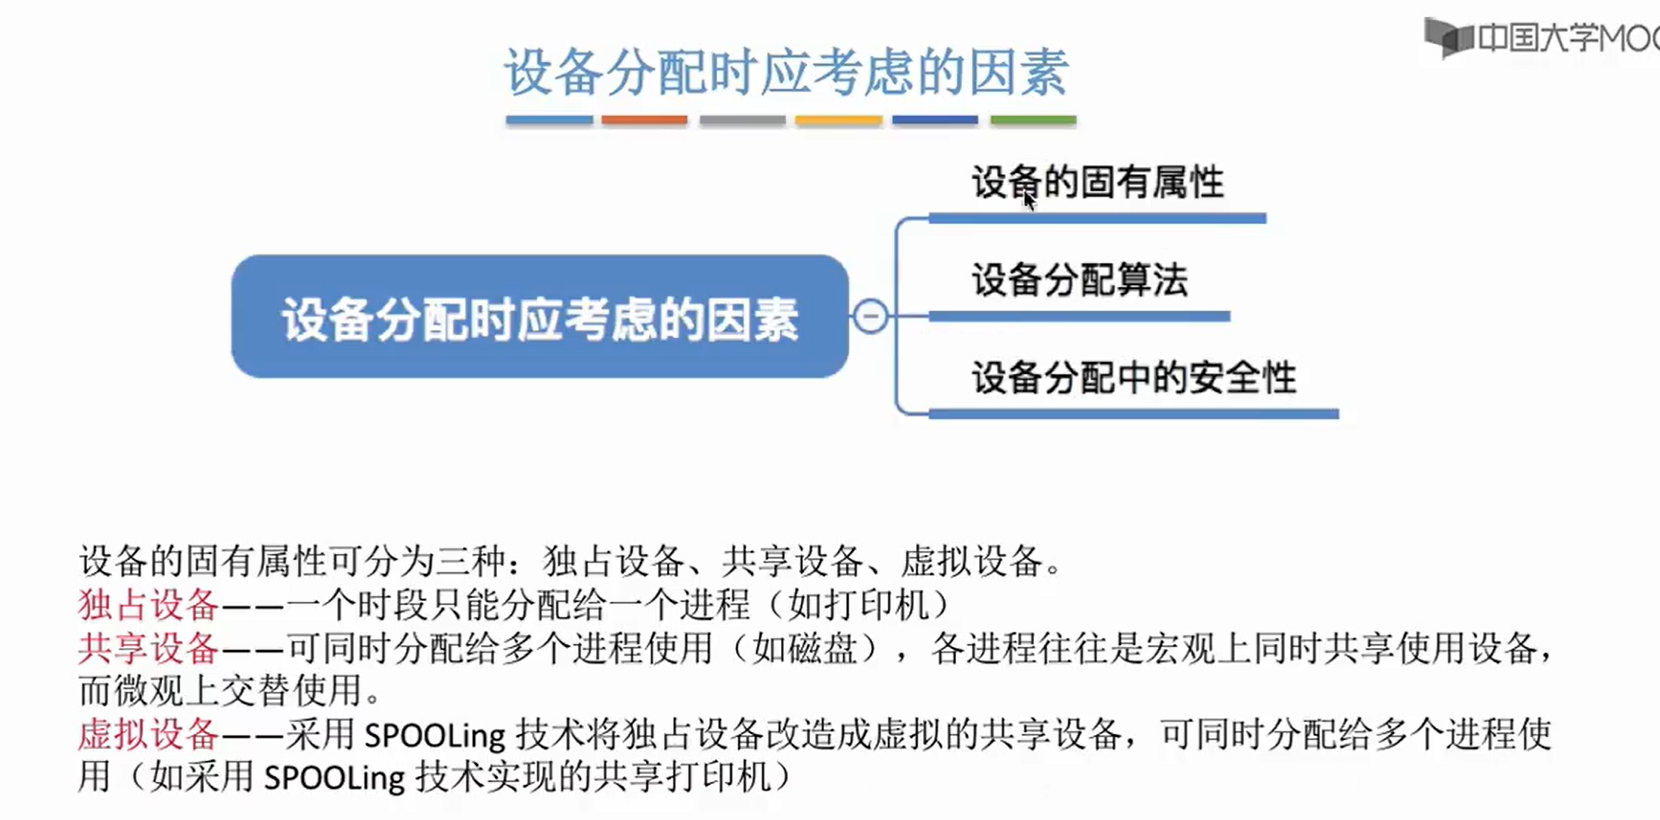 中国大学MOO
设备分配时应考虑的因素
设备的固有属性
设备分配算法
设备分配时应考虑的因素
设备分配中的安全性
设备的固有属性可分为三种：独占设备、共享设备、虚拟设备。
独占设备——一个时段只能分配给一个进程（如打印机）
共享设备——可同时分配给多个进程使用（如磁盘），各进程往往是宏观上同时共享使用设备，
而微观上交替使用。
虚拟设备——采用 SPOOLing 技术将独占设备改造成虚拟的共享设备，可同时分配给多个进程使
用（如采用 SPOOLing 技术实现的共享打印机）